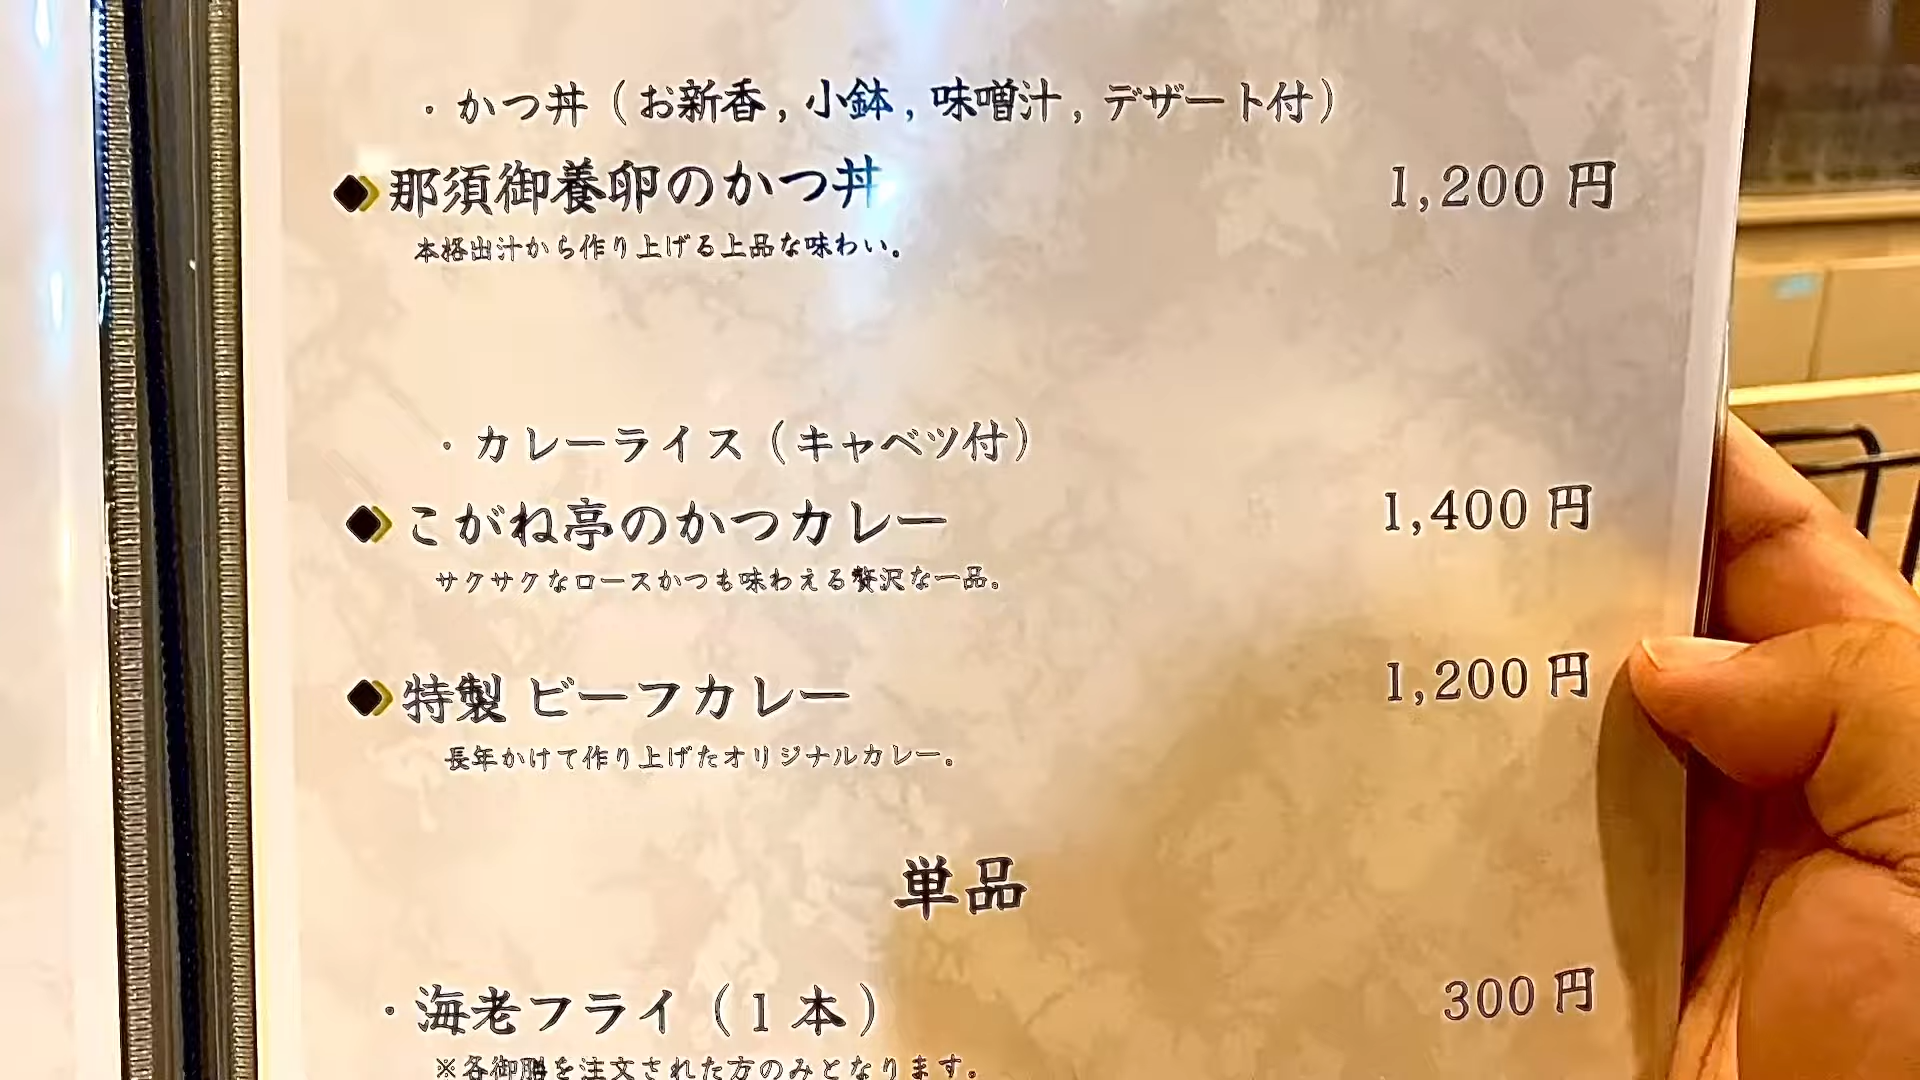 ・かつ丼（お新香，小鉢，味噌汁，デザート付）
那須御養卵のかつ丼 1,200 円
本格出汁から作り上げる上品な味わい。
・カレーライス（キャベツ付）
こがね亭のかつカレー 1,400 円
サクサクなロースかつも味わえる贅沢な一品。
特製 ビーフカレー 1,200 円
長年かけて作り上げたオリジナルカレー。
単品
・海老フライ（1 本） 300 円
※各御膳を注文された方のみとなります。